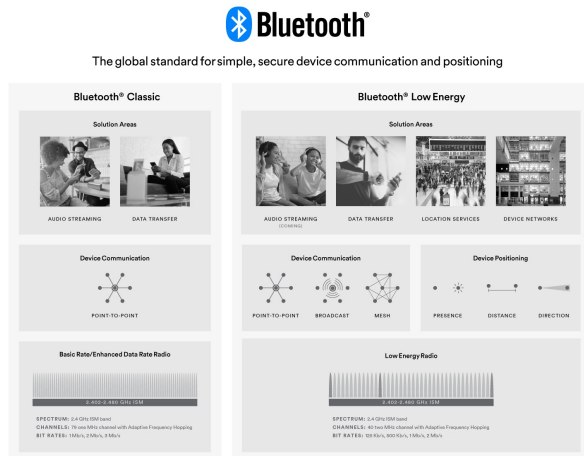 Bluetooth®
The global standard for simple, secure device communication and positioning
Bluetooth® Classic
Solution Areas
AUDIO STREAMING
DATA TRANSFER
Device Communication
POINT-TO-POINT
Basic Rate/Enhanced Data Rate Radio
2.402-2.480 GHz ISM
SPECTRUM: 2.4 GHz ISM band
CHANNELS: 79 one MHz channel with Adaptive Frequency Hopping
BIT RATES: 1 Mb/s, 2 Mb/s, 3 Mb/s
Bluetooth® Low Energy
Solution Areas
AUDIO STREAMING
(COMING)
DATA TRANSFER
LOCATION SERVICES
DEVICE NETWORKS
Device Communication
POINT-TO-POINT
BROADCAST
MESH
Device Positioning
PRESENCE
DISTANCE
DIRECTION
Low Energy Radio
2.402-2.480 GHz ISM
SPECTRUM: 2.4 GHz ISM band
CHANNELS: 40 two MHz channel with Adaptive Frequency Hopping
BIT RATES: 125 Kb/s, 500 Kb/s, 1 Mb/s, 2 Mb/s